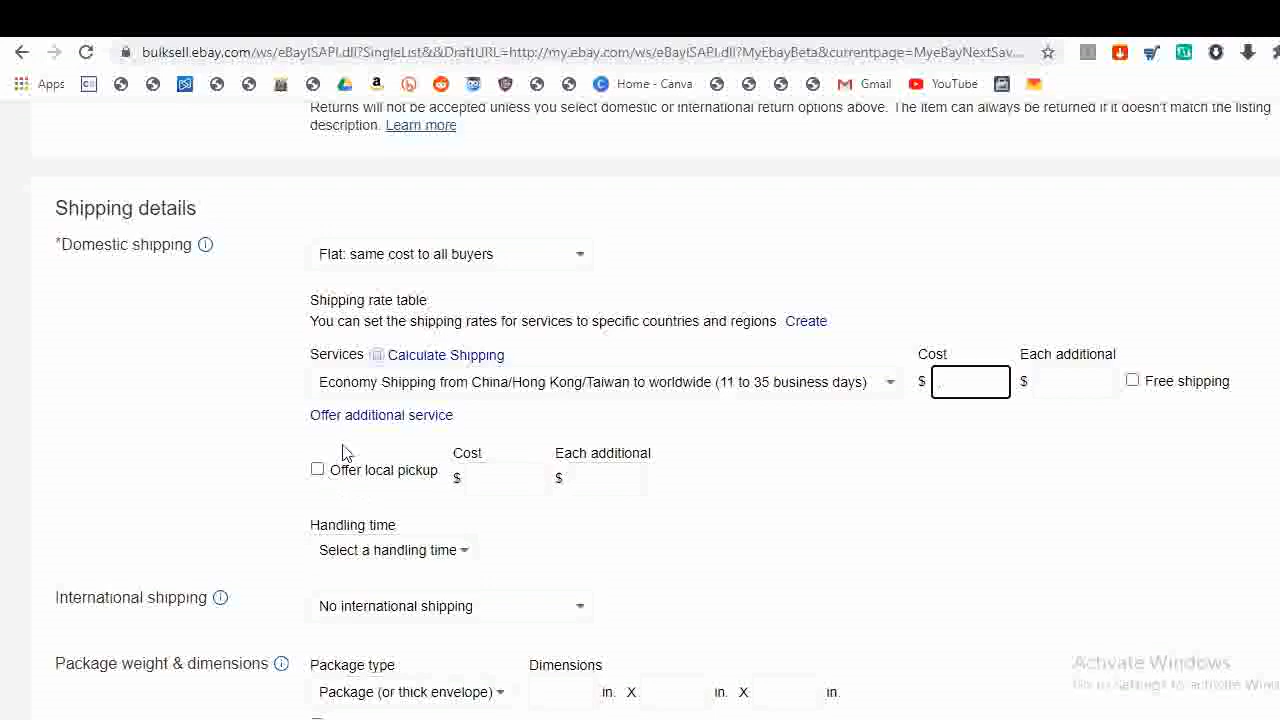 bulksell.ebay.com/ws/eBayISAPI.dll?SingleList&&DraftURL=http://my.ebay.com/ws/eBayISAPI.dll?MyEbayBeta&currentpage=MyeBayNextSav...
Apps Home - Canva Gmail YouTube
Returns will not be accepted unless you select domestic or international return options above. The item can always be returned if it doesn't match the listing
description. Learn more
Shipping details
*Domestic shipping
Flat: same cost to all buyers
Shipping rate table
You can set the shipping rates for services to specific countries and regions Create
Services Calculate Shipping Cost Each additional
Economy Shipping from China/Hong Kong/Taiwan to worldwide (11 to 35 business days) $ . $ Free shipping
Offer additional service
Cost Each additional
Offer local pickup $ $
Handling time
Select a handling time
International shipping No international shipping
Package weight & dimensions Package type Dimensions
Package (or thick envelope) in. X in. X in.
Activate Windows
Go to Settings to activate Wind